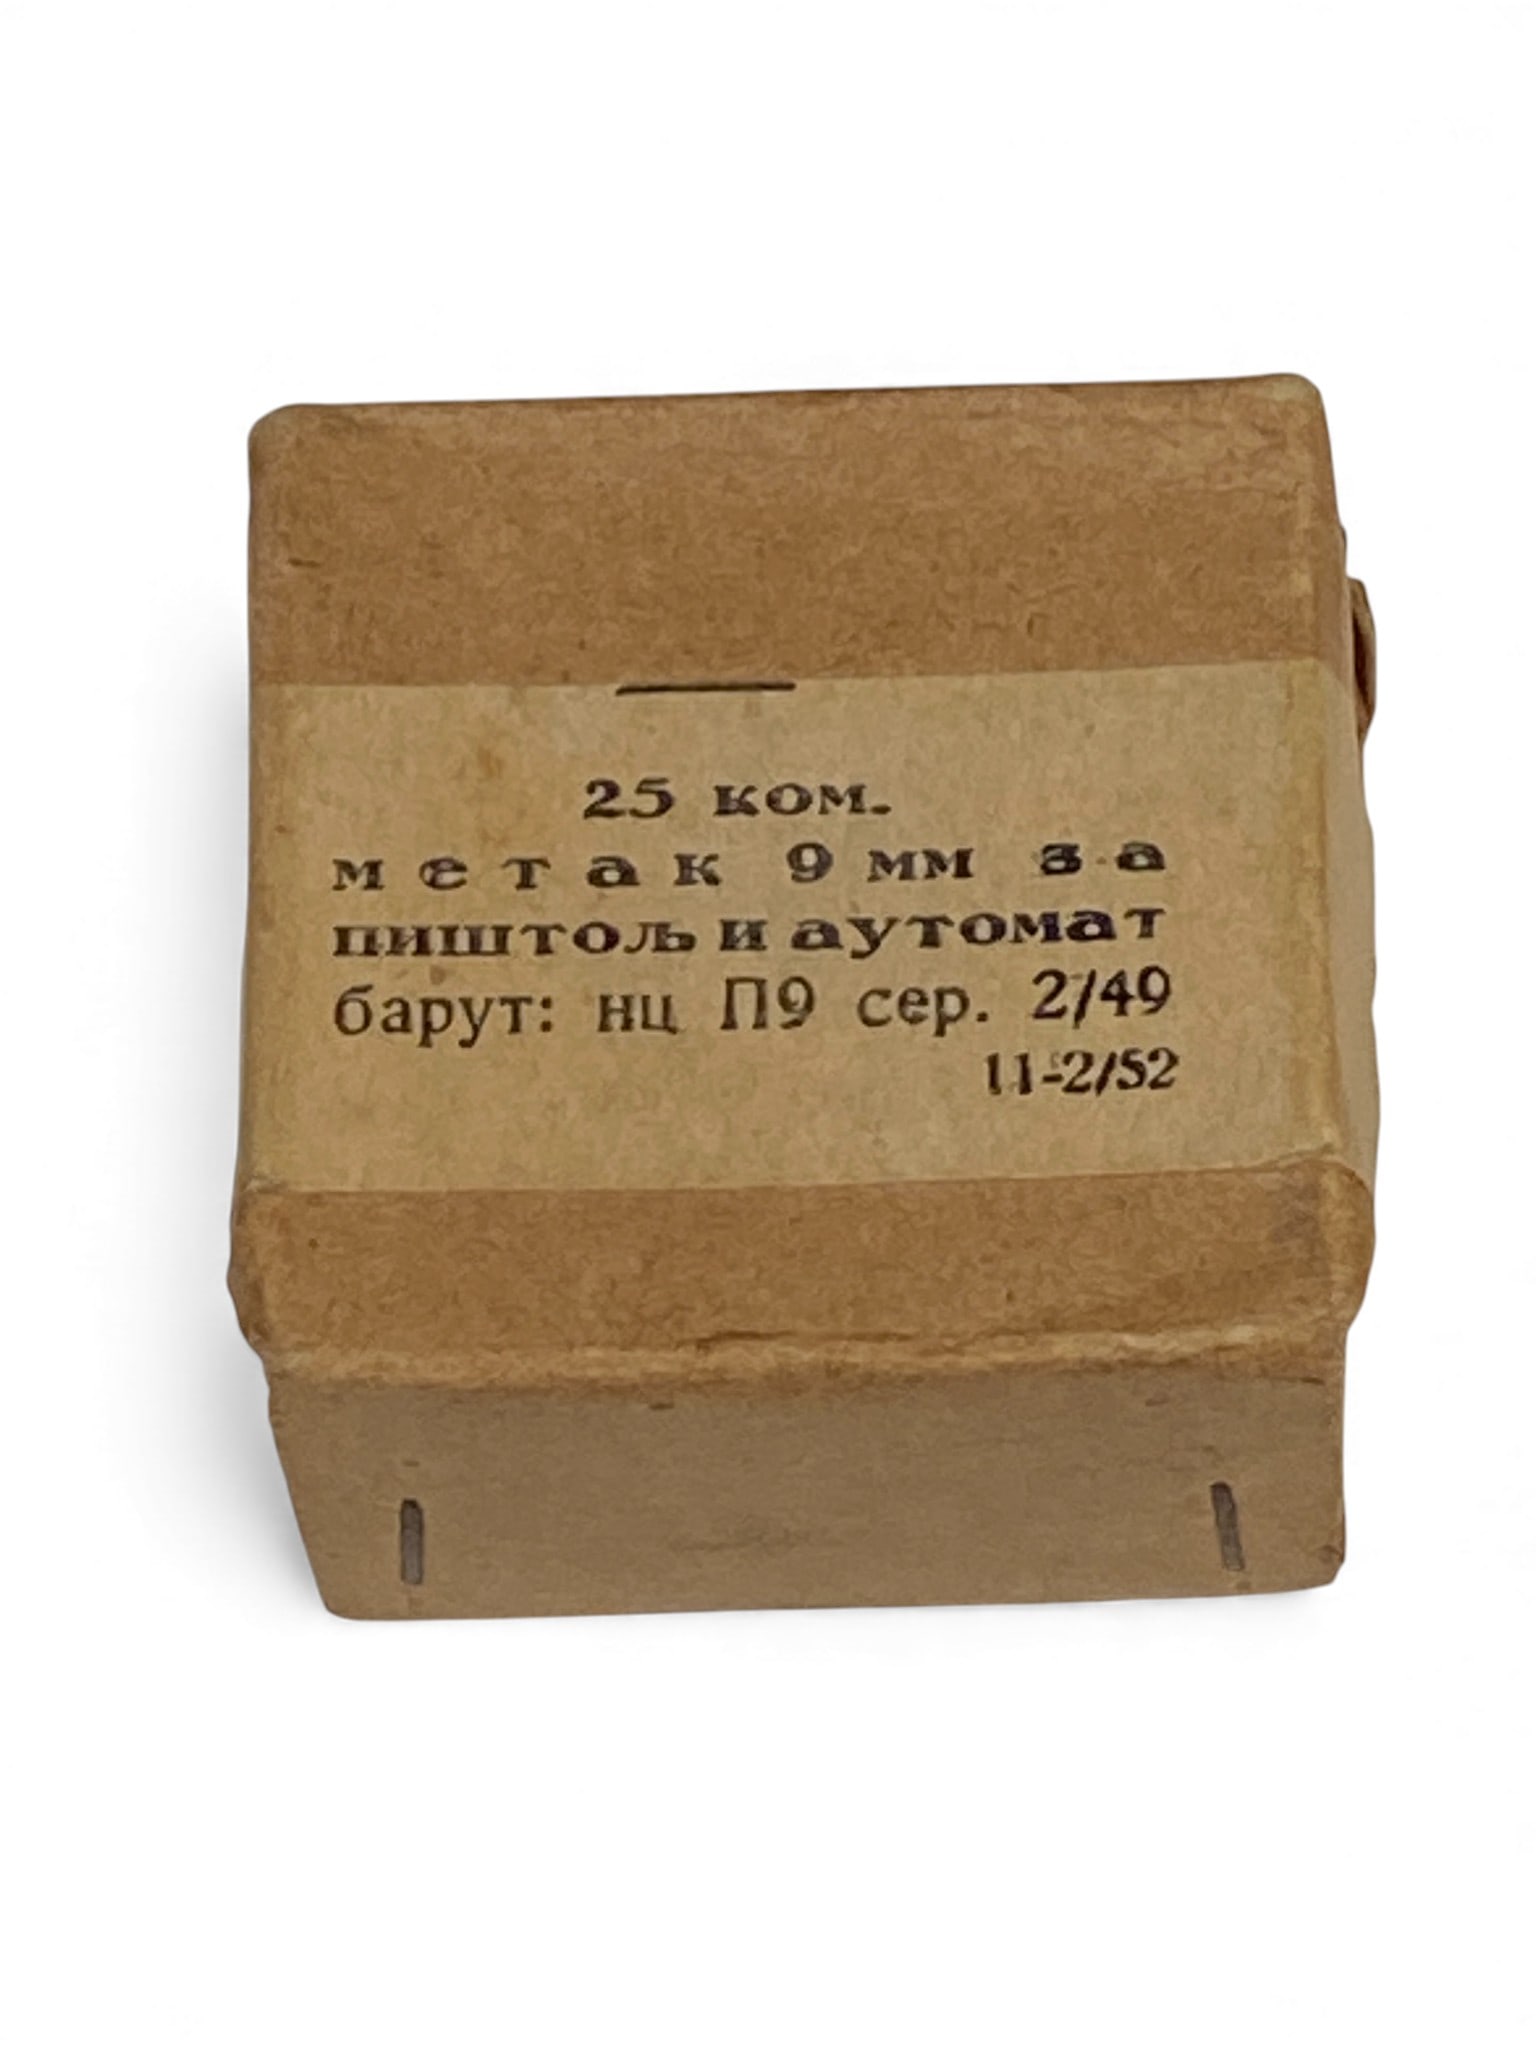 25 ком.
метак 9 мм за
пиштољ и аутомат
барут: нц П9 сер. 2/49
11-2/52